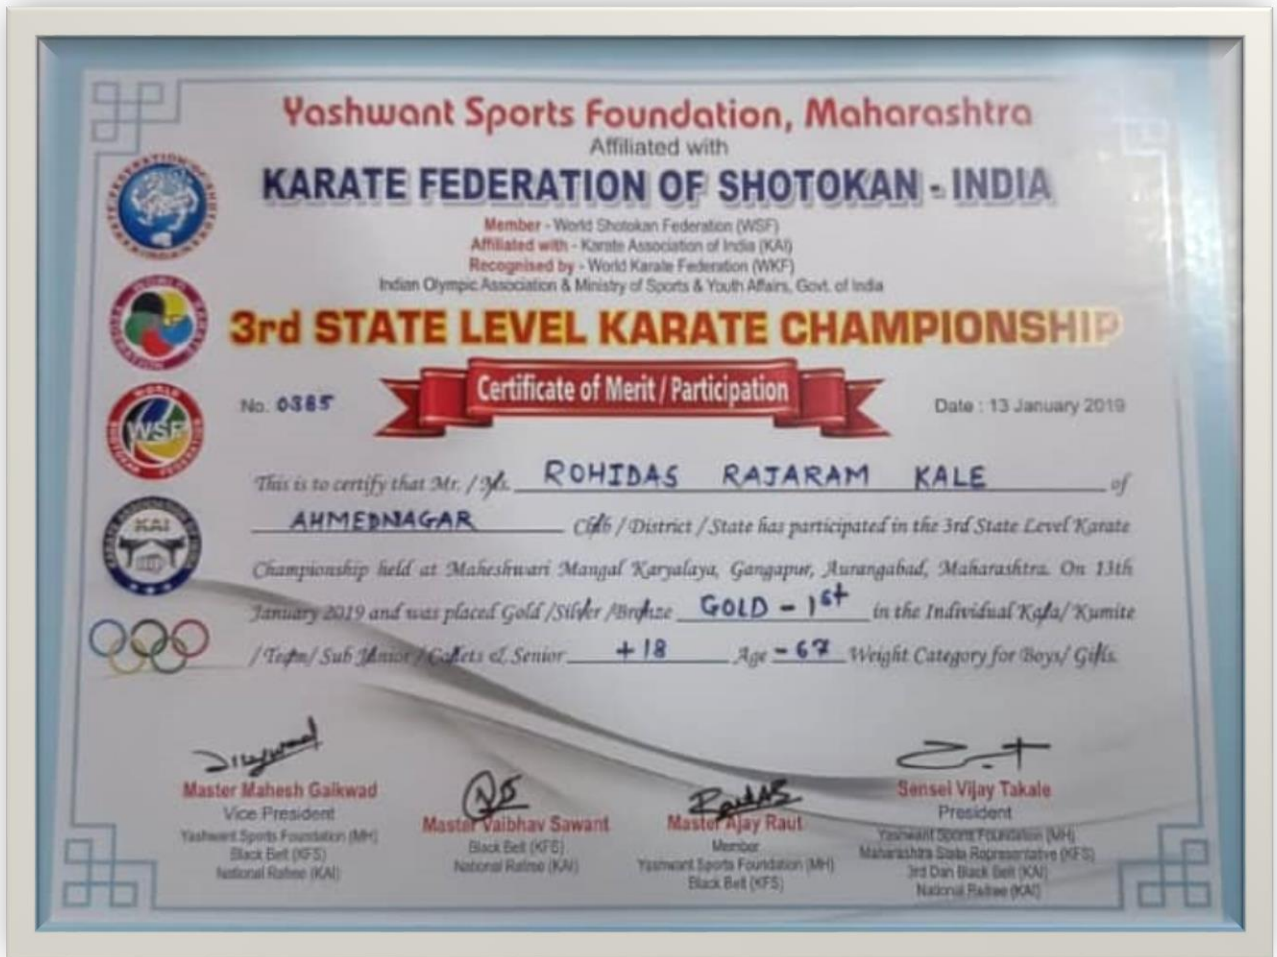 Yashwant Sports Foundation, Maharashtra
Affiliated with
KARATE FEDERATION OF SHOTOKAN - INDIA
Member - World Shotokan Federation (WSF)
Affiliated with - Karate Association of India (KAI)
Recognised by - World Karate Federation (WKF)
Indian Olympic Association & Ministry of Sports & Youth Affairs, Govt. of India
3rd STATE LEVEL KARATE CHAMPIONSHIP
Certificate of Merit / Participation
No. 0385
Date : 13 January 2019
WSF
KAI
This is to certify that Mr. / Ms. ROHIDAS RAJARAM KALE of
AHMEDNAGAR Club / District / State has participated in the 3rd State Level Karate
Championship held at Maheshwari Mangal Karyalaya, Gangapur, Aurangabad, Maharashtra. On 13th
January 2019 and was placed Gold /Silver /Bronze GOLD - 1st in the Individual Kata/ Kumite
/ Team/ Sub Junior / Cadets & Senior +18 Age -67 Weight Category for Boys/ Girls.
Master Mahesh Gaikwad
Vice President
Yashwant Sports Foundation (MH)
Black Belt (KFS)
National Rafree (KAI)
Master Vaibhav Sawant
Black Belt (KFS)
National Rafree (KAI)
Master Ajay Raut
Member
Yashwant Sports Foundation (MH)
Black Belt (KFS)
Sensei Vijay Takale
President
Yashwant Sports Foundation (MH)
Maharashtra State Representative (KFS)
3rd Dan Black Belt (KAI)
National Rafree (KAI)